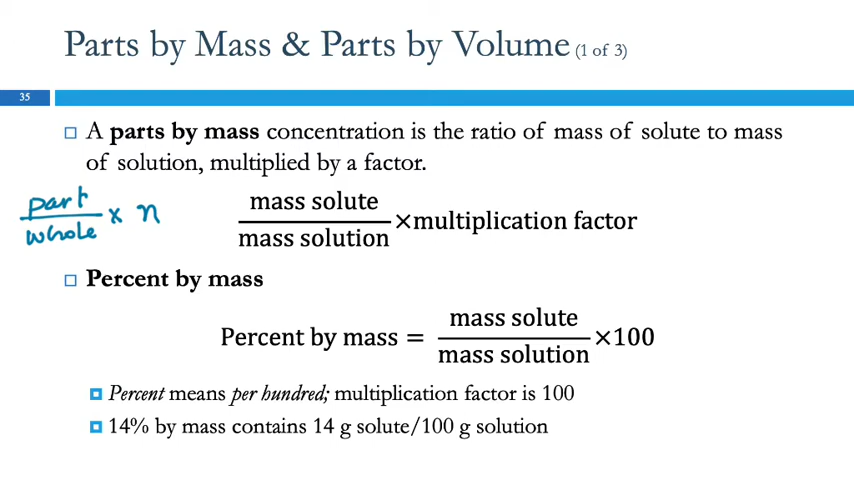 Parts by Mass & Parts by Volume (1 of 3)
35
A parts by mass concentration is the ratio of mass of solute to mass
of solution, multiplied by a factor.
part
whole
× n
mass solute
mass solution
×multiplication factor
Percent by mass
Percent by mass =
mass solute
mass solution
×100
Percent means per hundred; multiplication factor is 100
14% by mass contains 14 g solute/100 g solution